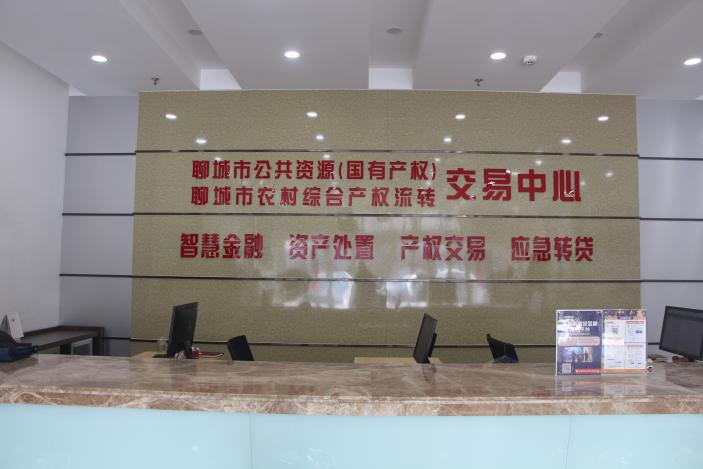 聊城市公共资源(国有产权)
聊城市农村综合产权流转
交易中心
智慧金融 资产处置 产权交易 应急转贷